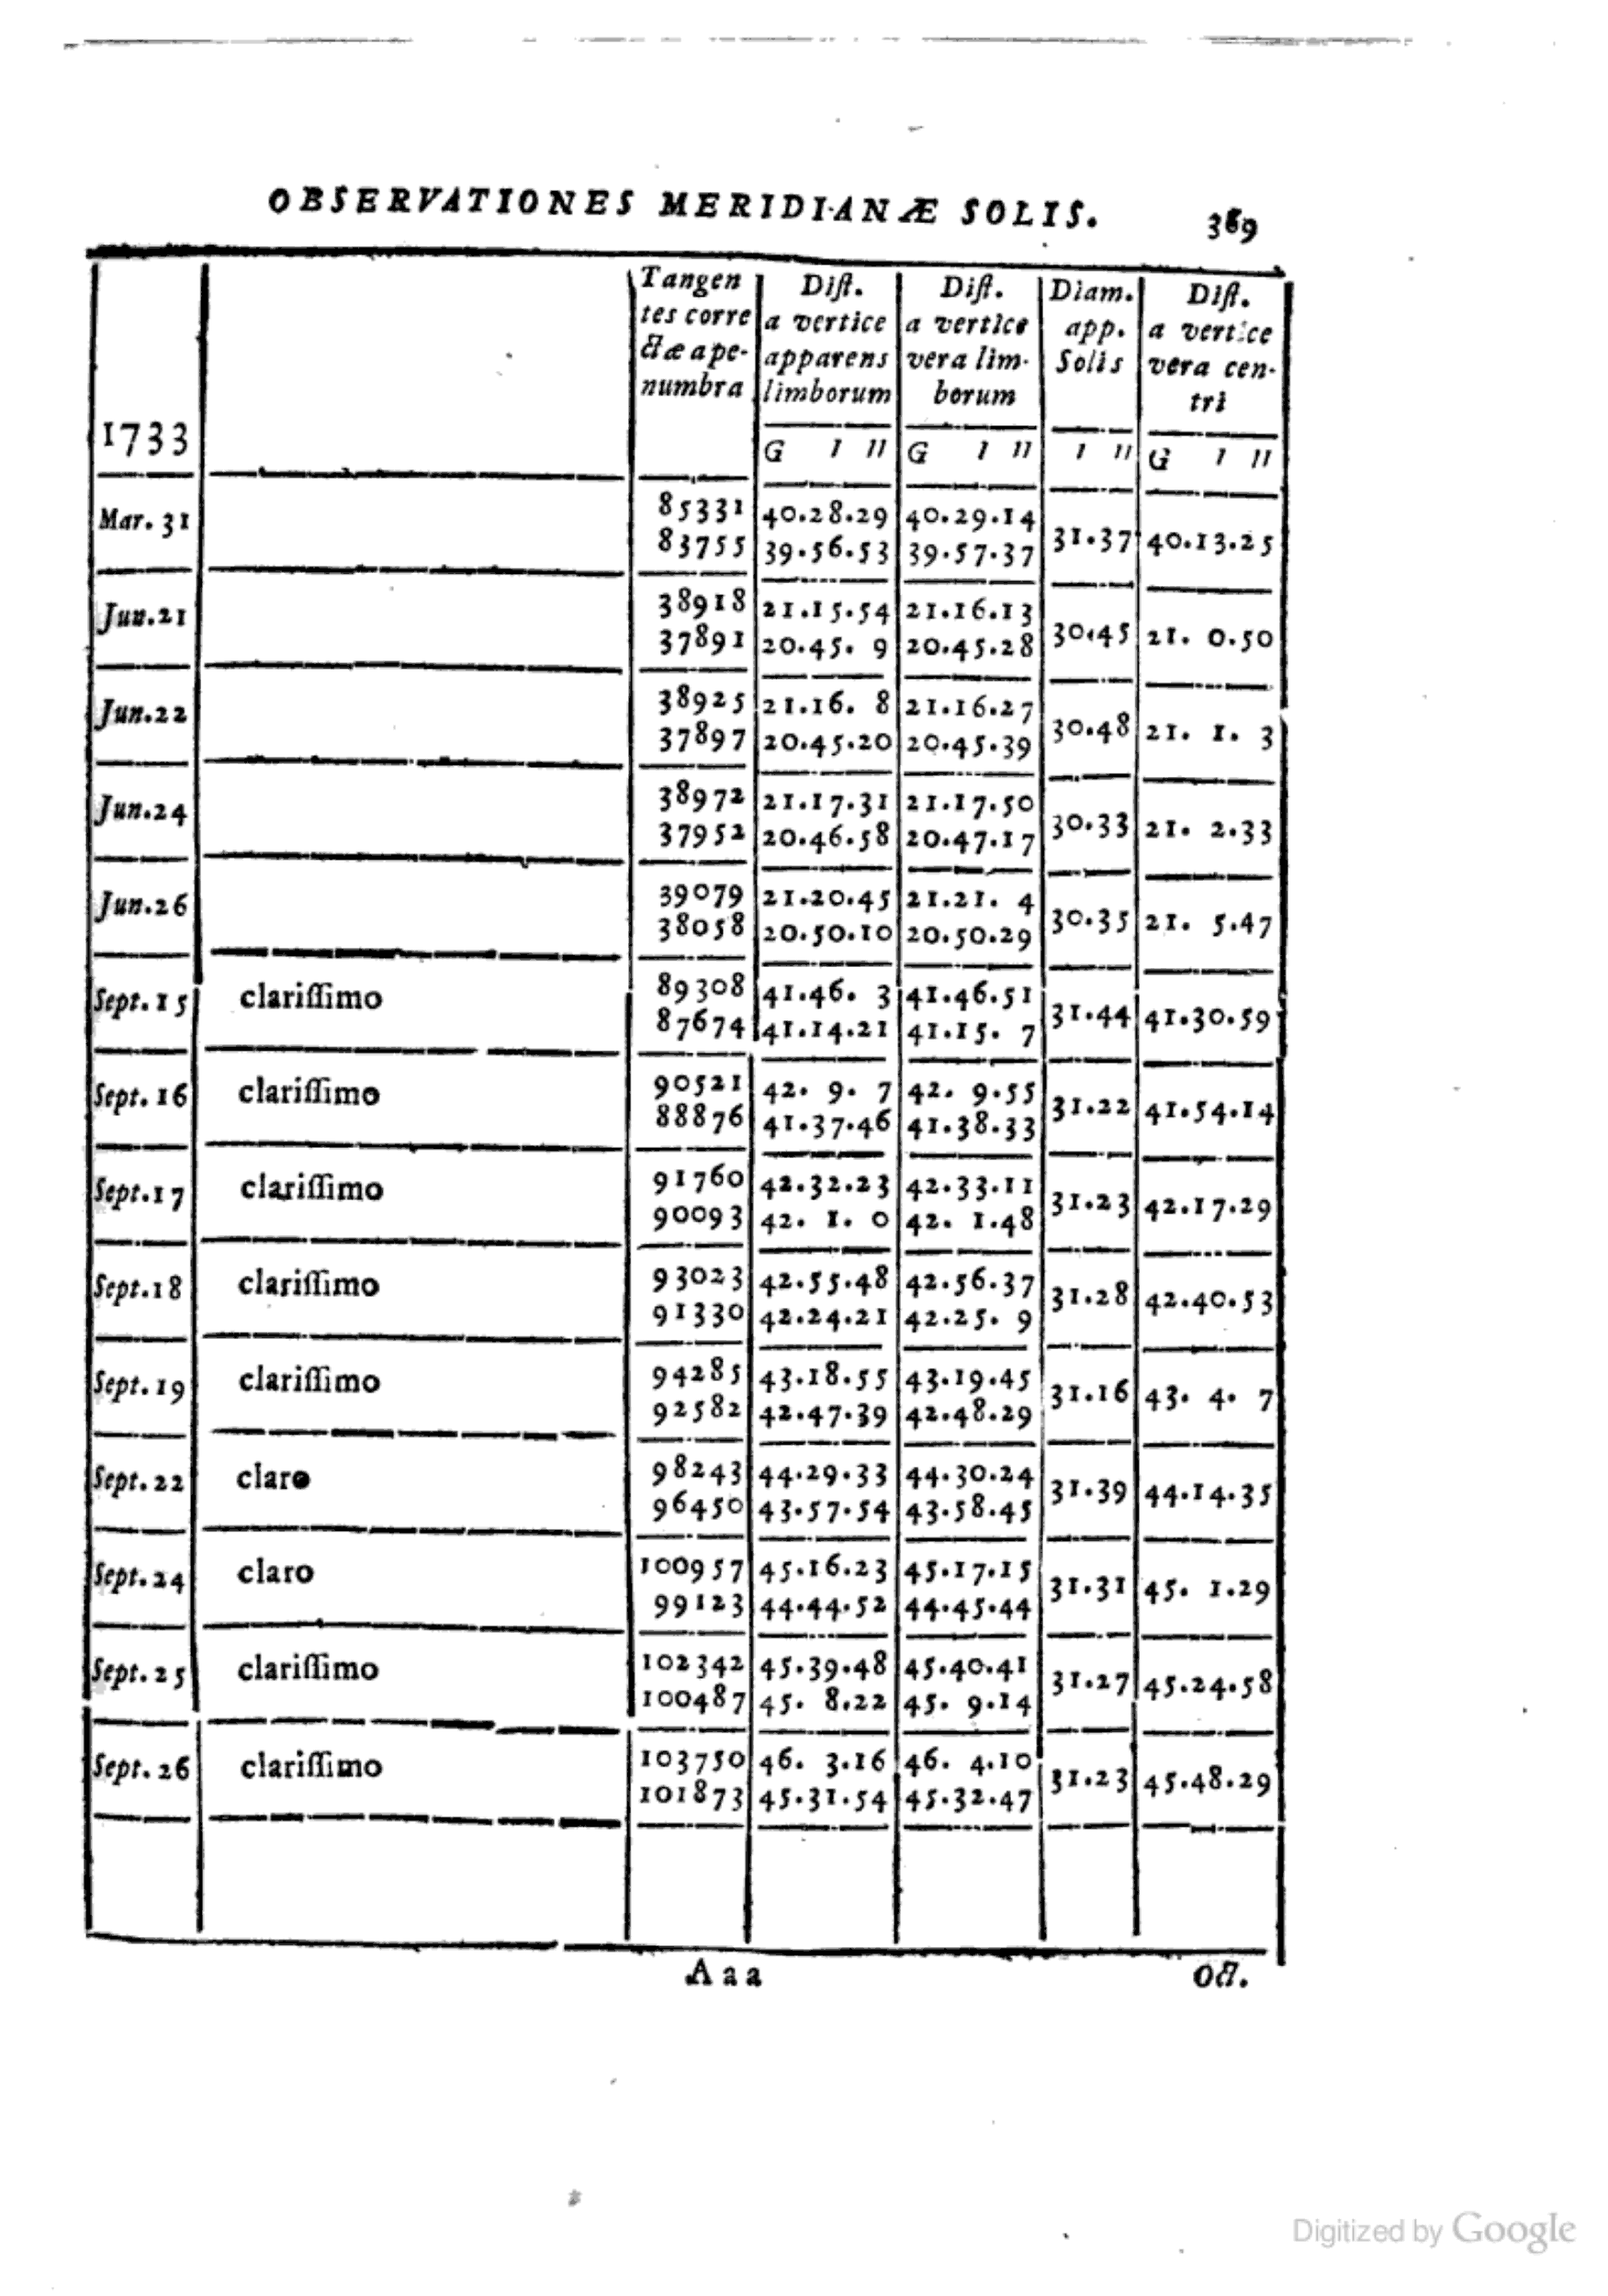 OBSERVATIONES MERIDIANÆ SOLIS. 389
1733 Tangen tes corre ctæ a pe- numbra Dist. a vertice apparens limborum Dist. a vertice vera lim- borum Diam. app. Solis Dist. a vertice vera cen- tri
G I II G I II I II G I II
Mar. 31 85331 40.28.29 40.29.14 31.37 40.13.25
83755 39.56.53 39.57.37
Jun.21 38918 21.15.54 21.16.13 30.45 21. 0.50
37891 20.45. 9 20.45.28
Jun.22 38925 21.16. 8 21.16.27 30.48 21. 1. 3
37897 20.45.20 20.45.39
Jun.24 38972 21.17.31 21.17.50 30.33 21. 2.33
37952 20.46.58 20.47.17
Jun.26 39079 21.20.45 21.21. 4 30.35 21. 5.47
38058 20.50.10 20.50.29
Sept.15 clarissimo 89308 41.46. 3 41.46.51 31.44 41.30.59
87674 41.14.21 41.15. 7
Sept. 16 clarissimo 90521 42. 9. 7 42. 9.55 31.22 41.54.14
88876 41.37.46 41.38.33
Sept.17 clarissimo 91760 42.32.23 42.33.11 31.23 42.17.29
90093 42. 1. 0 42. 1.48
Sept.18 clarissimo 93023 42.55.48 42.56.37 31.28 42.40.53
91330 42.24.21 42.25. 9
Sept. 19 clarissimo 94285 43.18.55 43.19.45 31.16 43. 4. 7
92582 42.47.39 42.48.29
Sept. 22 claro 98243 44.29.33 44.30.24 31.39 44.14.35
96450 43.57.54 43.58.45
Sept. 24 claro 100957 45.16.23 45.17.15 31.31 45. 1.29
99123 44.44.52 44.45.44
Sept. 25 clarissimo 102342 45.39.48 45.40.41 31.27 45.24.58
100487 45. 8.22 45. 9.14
Sept. 26 clarissimo 103750 46. 3.16 46. 4.10 31.23 45.48.29
101873 45.31.54 45.32.47
Aaa Oct.
Digitized by Google